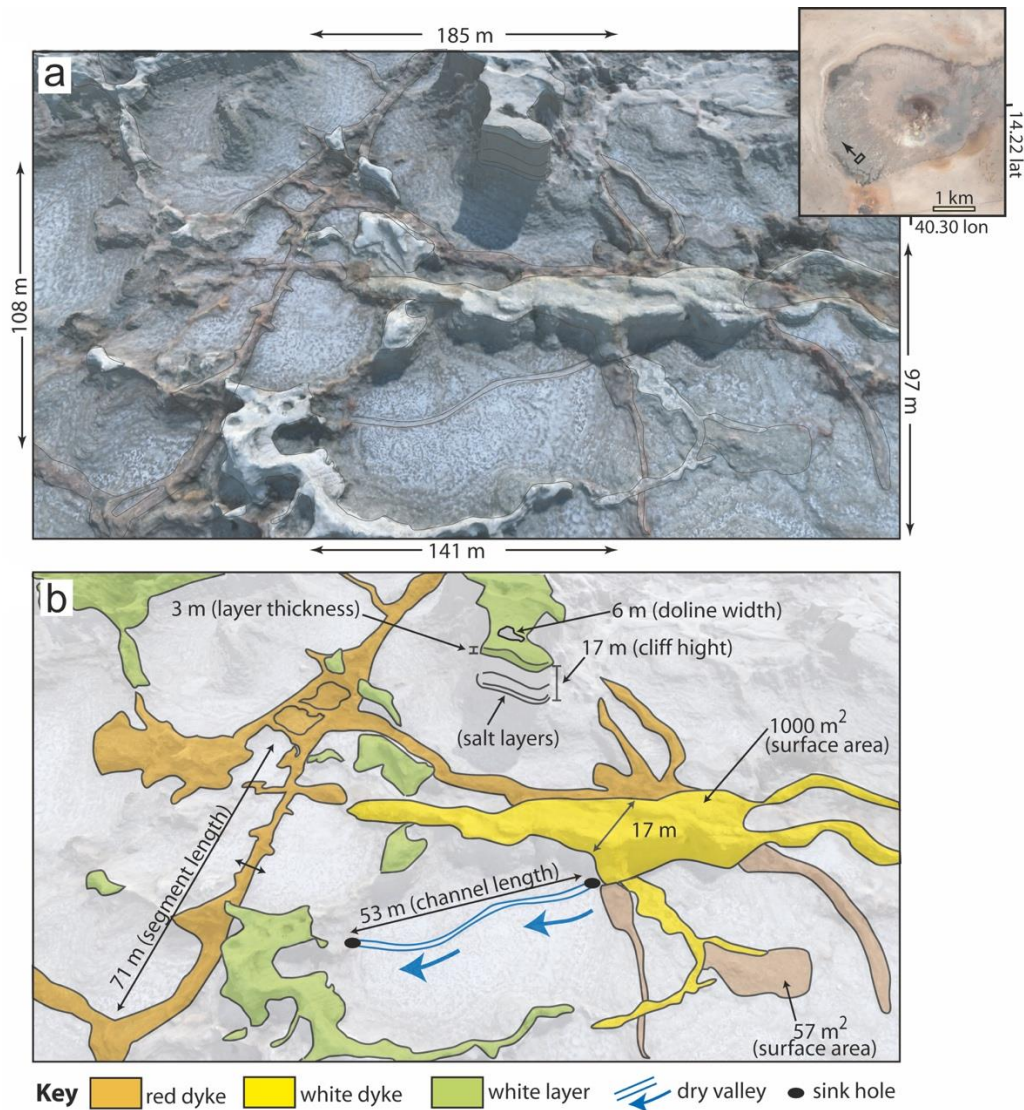 185 m
a
14.22 lat
1 km
40.30 lon
108 m
97 m
141 m
b
3 m (layer thickness)
6 m (doline width)
17 m (cliff hight)
(salt layers)
1000 m²
(surface area)
17 m
53 m (channel length)
71 m (segment length)
57 m²
(surface area)
Key red dyke white dyke white layer dry valley sink hole